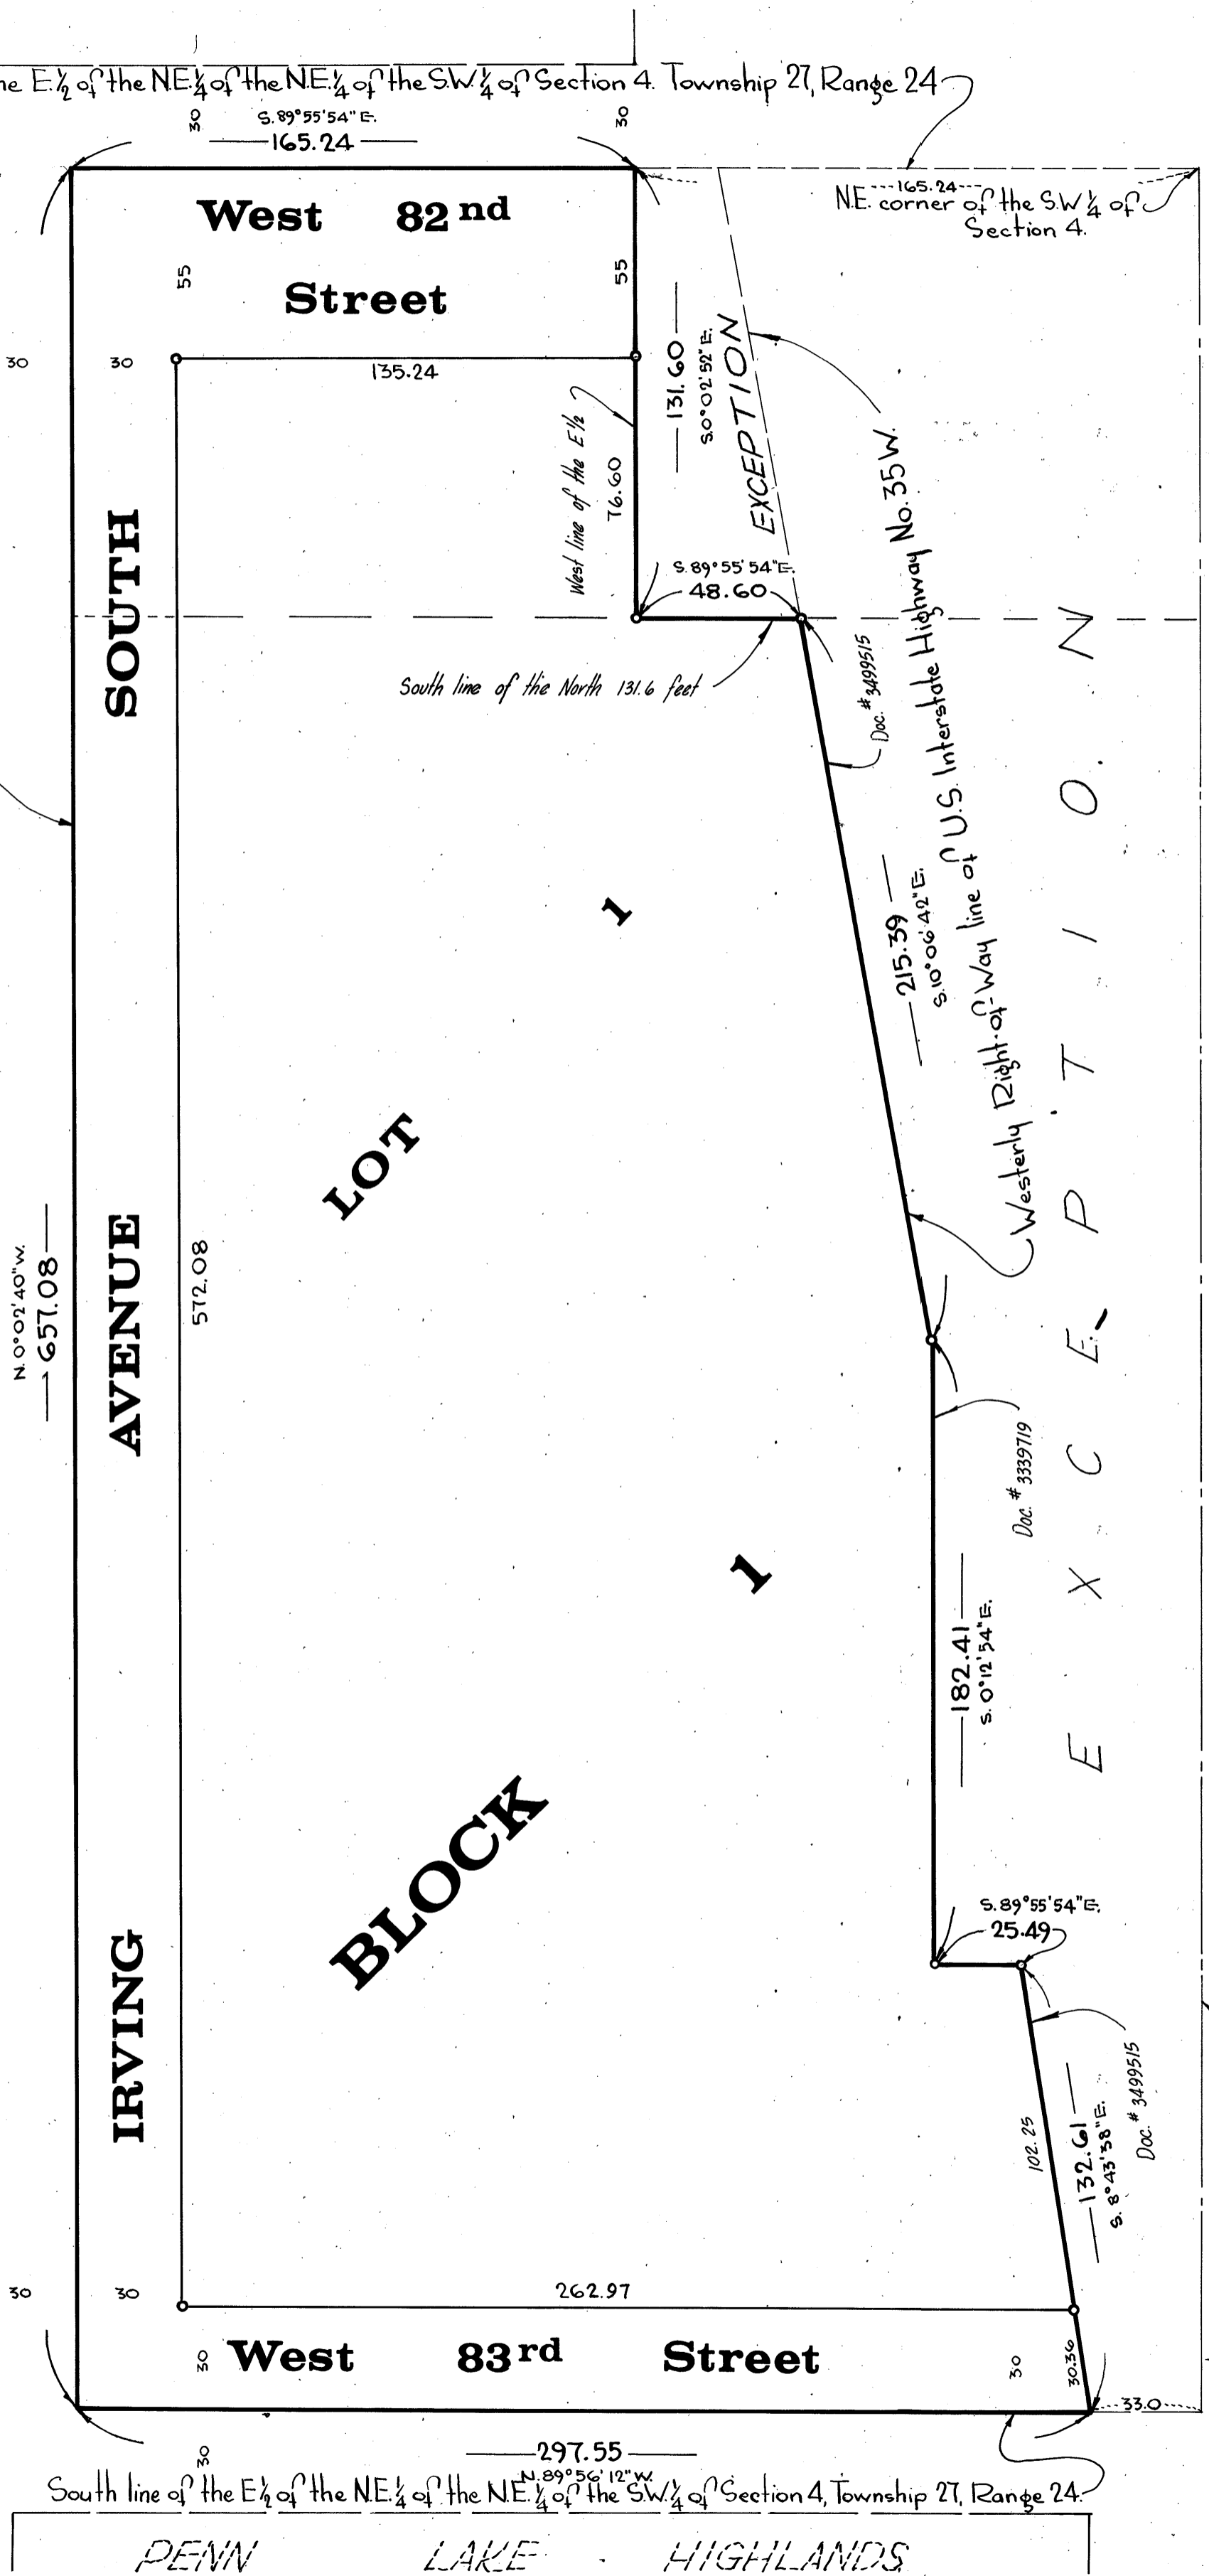 he E.½ of the N.E.¼ of the N.E.¼ of the S.W.¼ of Section 4. Township 27, Range 24
30
S.89°55'54"E.
30
165.24
165.24
N.E. corner of the S.W ¼ of
Section 4.
West 82nd
Street
55
55
30
30
135.24
131.60
S.0°02'52"E.
EXCEPTION
West line of the E½
76.60
S.89°55'54"E.
48.60
South line of the North 131.6 feet
Doc. #3499515
Westerly Right-of-Way line of U.S. Interstate Highway No. 35W.
215.39
S.10°06'42"E.
1
LOT
SOUTH
AVENUE
IRVING
N.0°02'40"W.
657.08
572.08
Doc. #3339719
EXCEPTION
1
BLOCK
182.41
S.0°12'54"E.
S.89°55'54"E.
25.49
102.25
132.61
S.8°43'38"E.
Doc. #3499515
30
30
262.97
30
West 83rd Street
30
30.36
33.0
297.55
30
N.89°56'12"W.
South line of the E½ of the N.E.¼ of the N.E.¼ of the S.W.¼ of Section 4, Township 27, Range 24.
PENN LAKE HIGHLANDS